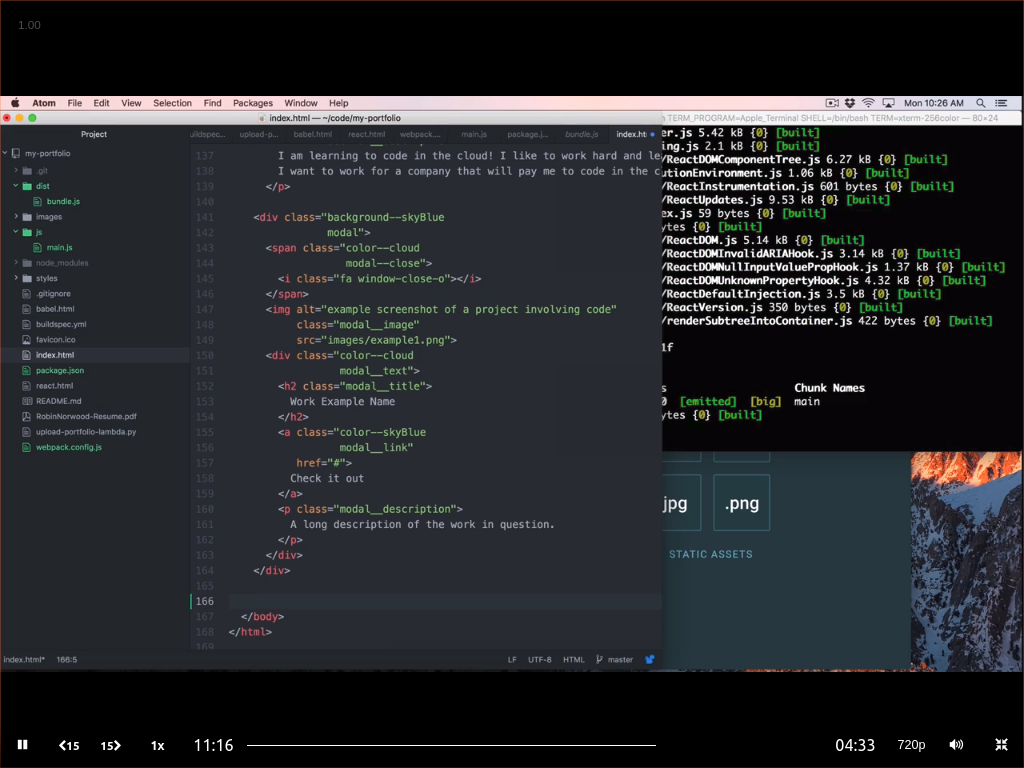 1.00
Atom File Edit View Selection Find Packages Window Help
Mon 10:26 AM
index.html — ~/code/my-portfolio
TERM_PROGRAM=Apple_Terminal SHELL=/bin/bash TERM=xterm-256color — 80×24
Project
uildspec... upload-p... babel.html react.html webpack.... main.js package.j... bundle.js index.ht
my-portfolio
.git
dist
bundle.js
images
js
main.js
node_modules
styles
.gitignore
babel.html
buildspec.yml
favicon.ico
index.html
package.json
react.html
README.md
RobinNorwood-Resume.pdf
upload-portfolio-lambda.py
webpack.config.js
137 I am learning to code in the cloud! I like to work hard and le
138 I want to work for a company that will pay me to code in the c
139 </p>
140
141 <div class="background--skyBlue
142 modal">
143 <span class="color--cloud
144 modal--close">
145 <i class="fa window-close-o"></i>
146 </span>
147 <img alt="example screenshot of a project involving code"
148 class="modal__image"
149 src="images/example1.png">
150 <div class="color--cloud
151 modal__text">
152 <h2 class="modal__title">
153 Work Example Name
154 </h2>
155 <a class="color--skyBlue
156 modal__link"
157 href="#">
158 Check it out
159 </a>
160 <p class="modal__description">
161 A long description of the work in question.
162 </p>
163 </div>
164 </div>
165
166
167 </body>
168 </html>
169
index.html* 166:5 LF UTF-8 HTML master
er.js 5.42 kB {0} [built]
ing.js 2.1 kB {0} [built]
/ReactDOMComponentTree.js 6.27 kB {0} [built]
utionEnvironment.js 1.06 kB {0} [built]
/ReactInstrumentation.js 601 bytes {0} [built]
/ReactUpdates.js 9.53 kB {0} [built]
ex.js 59 bytes {0} [built]
ytes {0} [built]
/ReactDOM.js 5.14 kB {0} [built]
/ReactDOMInvalidARIAHook.js 3.14 kB {0} [built]
/ReactDOMNullInputValuePropHook.js 1.37 kB {0} [built]
/ReactDOMUnknownPropertyHook.js 4.32 kB {0} [built]
/ReactDefaultInjection.js 3.5 kB {0} [built]
/ReactVersion.js 350 bytes {0} [built]
/renderSubtreeIntoContainer.js 422 bytes {0} [built]
1f
s Chunk Names
0 [emitted] [big] main
ytes {0} [built]
jpg .png
STATIC ASSETS
15 15 1x 11:16 04:33 720p